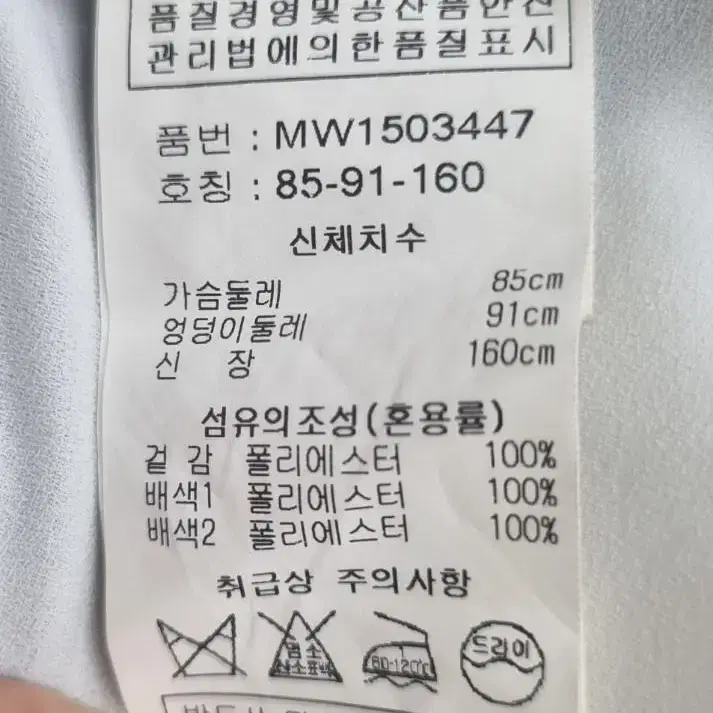 품질경영및공산품안전
관리법에의한품질표시
품번 : MW1503447
호칭 : 85-91-160
신체치수
가슴둘레 85cm
엉덩이둘레 91cm
신 장 160cm
섬유의조성(혼용률)
겉 감 폴리에스터 100%
배색1 폴리에스터 100%
배색2 폴리에스터 100%
취급상 주의사항
염소
산소표백
80-120℃
드라이